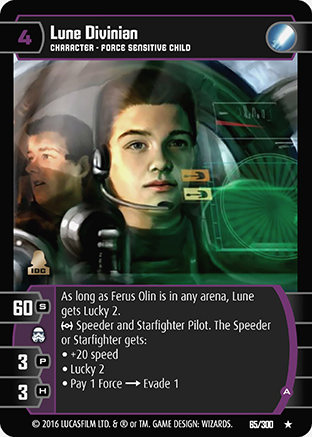 4
Lune Divinian
CHARACTER - FORCE SENSITIVE CHILD
IDC
60 S
3 P
3 H
As long as Ferus Olin is in any arena, Lune
gets Lucky 2.
Speeder and Starfighter Pilot. The Speeder
or Starfighter gets:
• +20 speed
• Lucky 2
• Pay 1 Force → Evade 1
A
© 2016 LUCASFILM LTD. & ® or TM. GAME DESIGN: WIZARDS.
65/300 ★